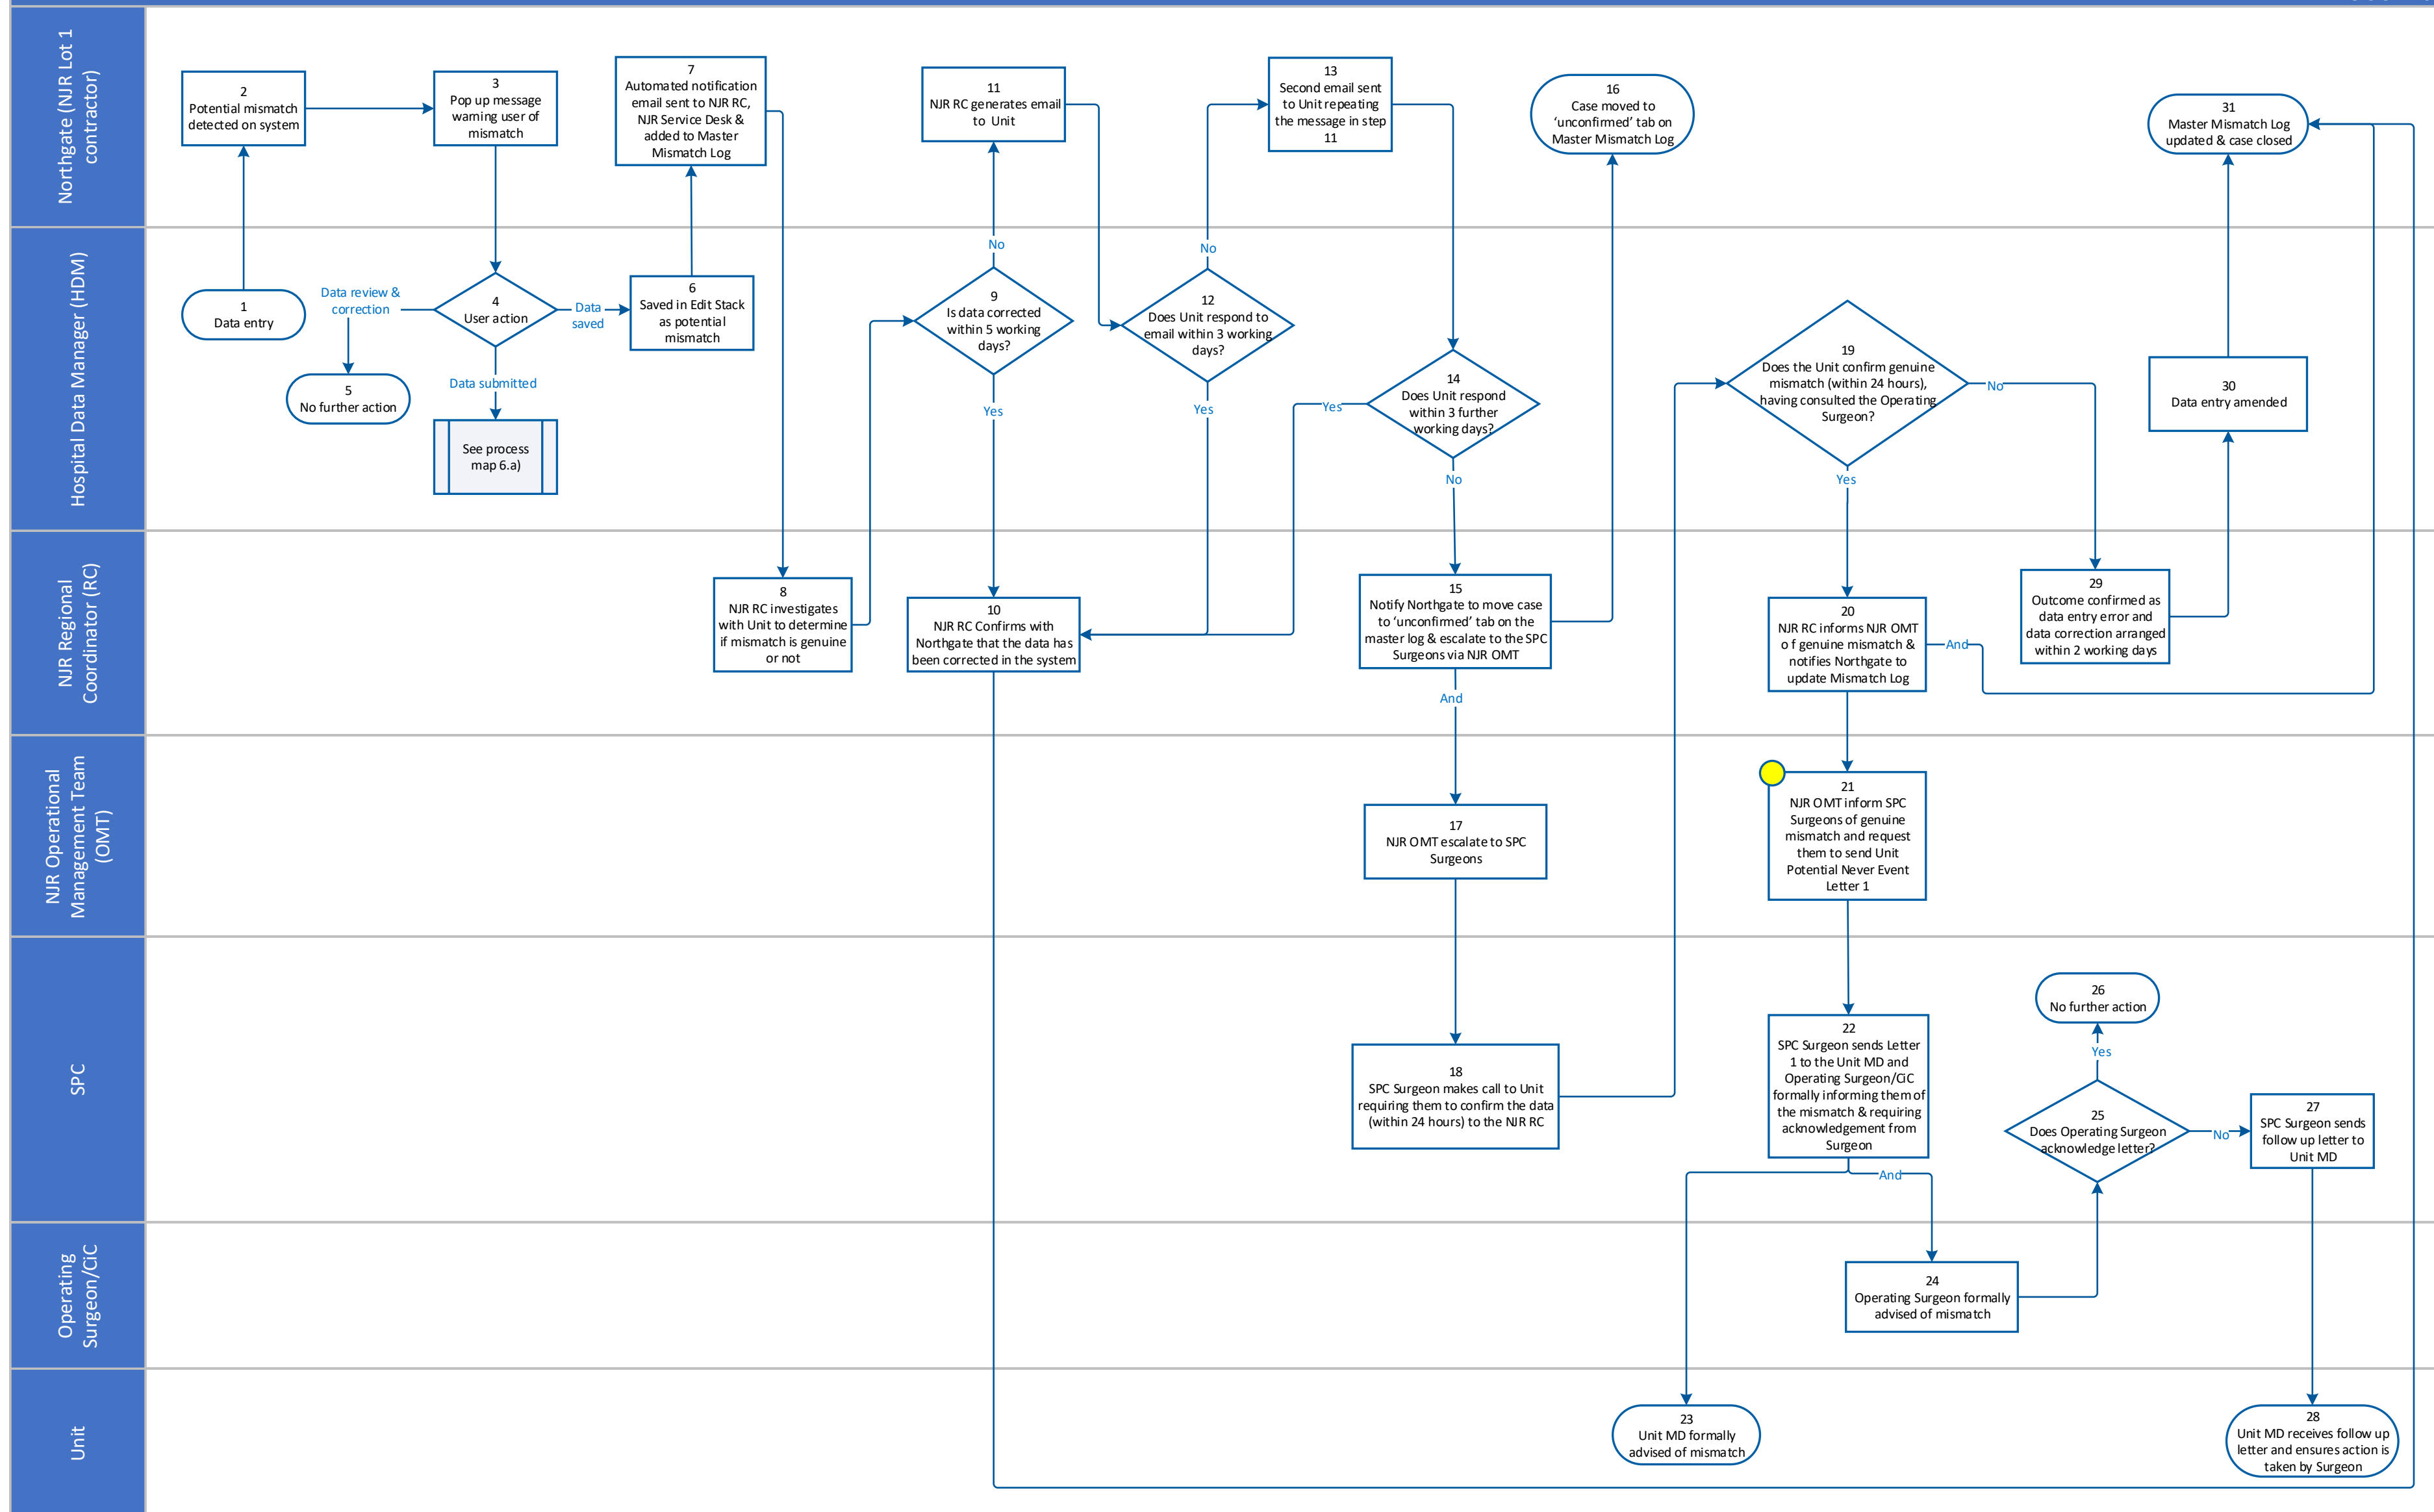 Northgate (NJR Lot 1
contractor)
2
Potential mismatch
detected on system
3
Pop up message
warning user of
mismatch
7
Automated notification
email sent to NJR RC,
NJR Service Desk &
added to Master
Mismatch Log
11
NJR RC generates email
to Unit
13
Second email sent
to Unit repeating
the message in step
11
16
Case moved to
‘unconfirmed’ tab on
Master Mismatch Log
31
Master Mismatch Log
updated & case closed
Hospital Data Manager (HDM)
1
Data entry
Data review &
correction
4
User action
Data
saved
6
Saved in Edit Stack
as potential
mismatch
5
No further action
Data submitted
See process
map 6.a)
No
9
Is data corrected
within 5 working
days?
Yes
No
12
Does Unit respond to
email within 3 working
days?
Yes
14
Does Unit respond
within 3 further
working days?
Yes
No
19
Does the Unit confirm genuine
mismatch (within 24 hours),
having consulted the Operating
Surgeon?
No
Yes
30
Data entry amended
NJR Regional
Coordinator (RC)
8
NJR RC investigates
with Unit to determine
if mismatch is genuine
or not
10
NJR RC Confirms with
Northgate that the data has
been corrected in the system
15
Notify Northgate to move case
to ‘unconfirmed’ tab on the
master log & escalate to the SPC
Surgeons via NJR OMT
And
20
NJR RC informs NJR OMT
o f genuine mismatch &
notifies Northgate to
update Mismatch Log
And
29
Outcome confirmed as
data entry error and
data correction arranged
within 2 working days
NJR Operational
Management Team
(OMT)
17
NJR OMT escalate to SPC
Surgeons
21
NJR OMT inform SPC
Surgeons of genuine
mismatch and request
them to send Unit
Potential Never Event
Letter 1
SPC
18
SPC Surgeon makes call to Unit
requiring them to confirm the data
(within 24 hours) to the NJR RC
22
SPC Surgeon sends Letter
1 to the Unit MD and
Operating Surgeon/CiC
formally informing them of
the mismatch & requiring
acknowledgement from
Surgeon
And
26
No further action
Yes
25
Does Operating Surgeon
acknowledge letter?
No
27
SPC Surgeon sends
follow up letter to
Unit MD
Operating
Surgeon/CiC
24
Operating Surgeon formally
advised of mismatch
Unit
23
Unit MD formally
advised of mismatch
28
Unit MD receives follow up
letter and ensures action is
taken by Surgeon